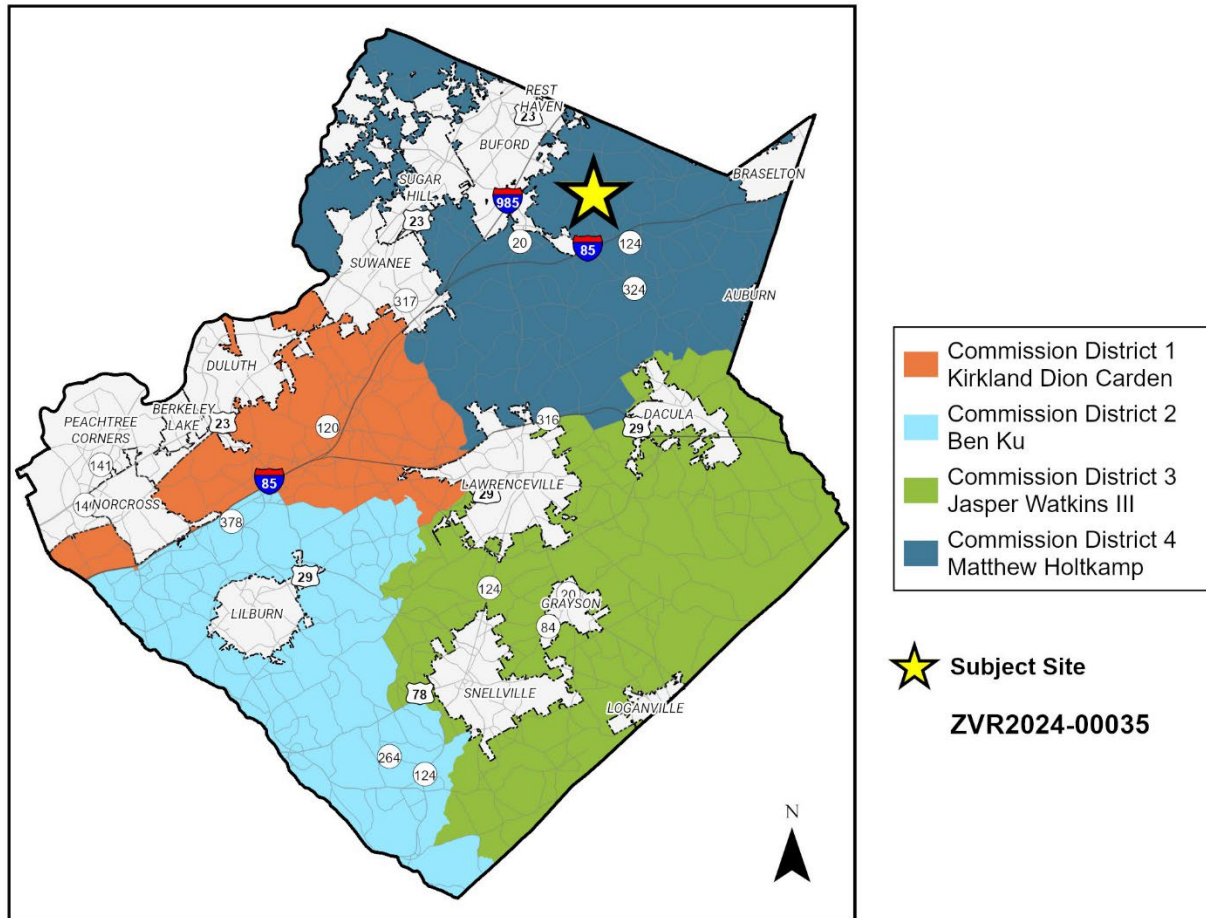 REST
HAVEN
23
BUFORD
BRASELTON
SUGAR
HILL
985
23
20
85
124
SUWANEE
324
317
AUBURN
DULUTH
BERKELEY
LAKE
23
PEACHTREE
CORNERS
120
316
DACULA
29
141
85
LAWRENCEVILLE
29
14
NORCROSS
378
29
LILBURN
124
20
GRAYSON
84
SNELLVILLE
78
LOGANVILLE
264
124
N
Commission District 1
Kirkland Dion Carden
Commission District 2
Ben Ku
Commission District 3
Jasper Watkins III
Commission District 4
Matthew Holtkamp
Subject Site
ZVR2024-00035